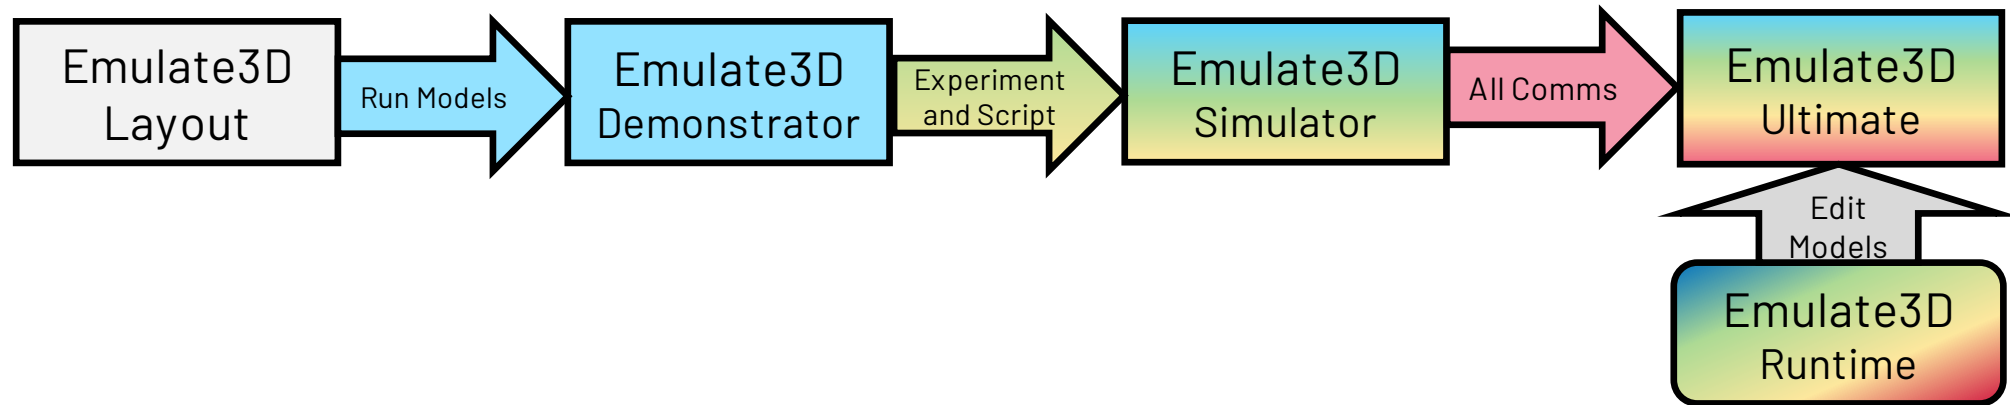 Emulate3D
Layout
Run Models
Emulate3D
Demonstrator
Experiment
and Script
Emulate3D
Simulator
All Comms
Emulate3D
Ultimate
Edit
Models
Emulate3D
Runtime